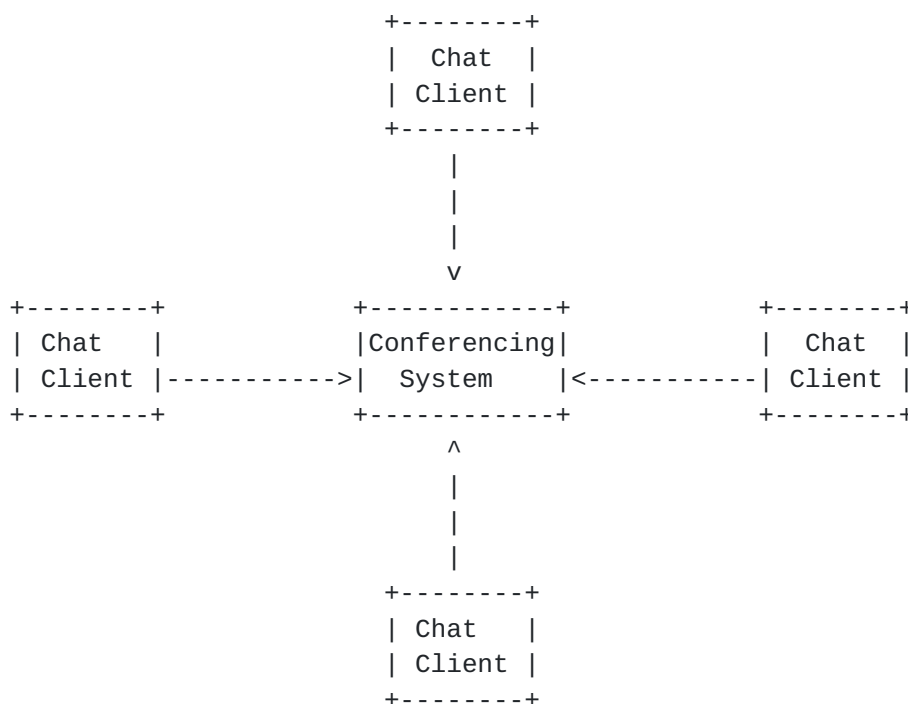 +--------+
|  Chat  |
| Client |
+--------+
|
|
|
v
+--------+             +------------+             +--------+
| Chat   |             |Conferencing|             |  Chat  |
| Client |----------->|  System    |<-----------| Client |
+--------+             +------------+             +--------+
^
|
|
|
+--------+
| Chat   |
| Client |
+--------+